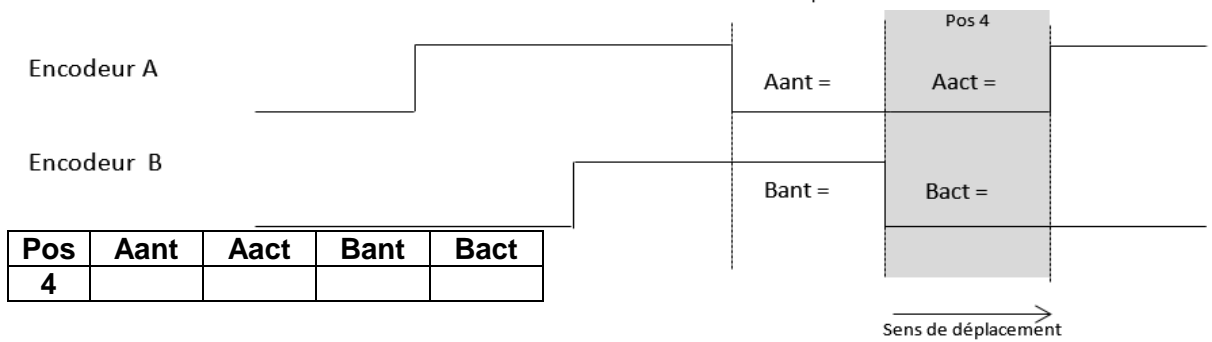 Pos 4
Encodeur A
Aant = Aact =
Encodeur B
Bant = Bact =
Pos Aant Aact Bant Bact
4
Sens de déplacement